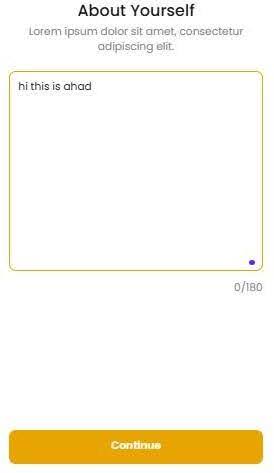 About Yourself
Lorem ipsum dolor sit amet, consectetur
adipiscing elit.
hi this is ahad
0/180
Continue